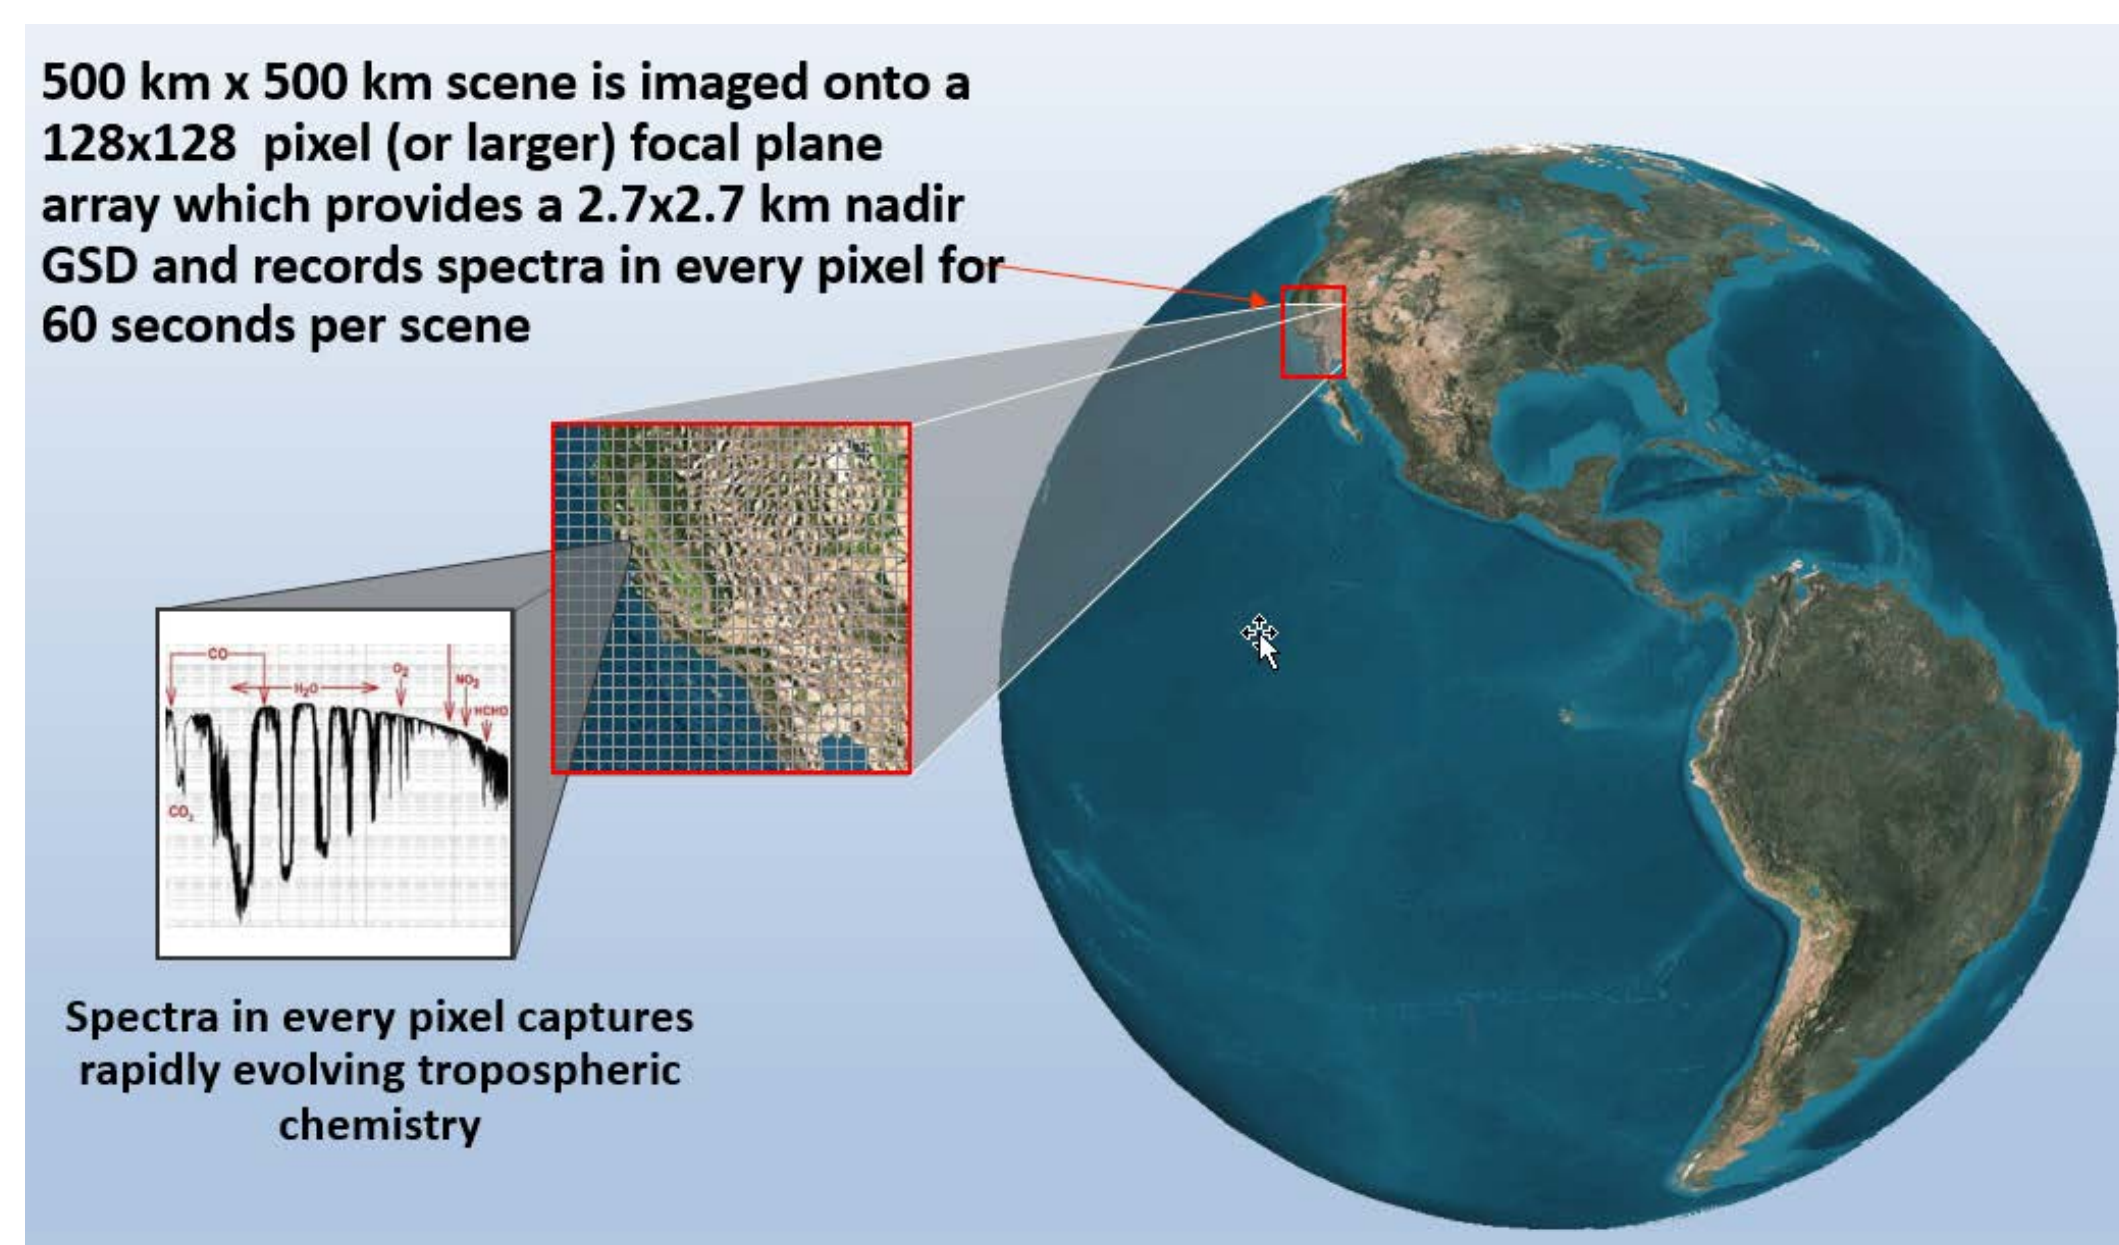 500 km x 500 km scene is imaged onto a
128x128 pixel (or larger) focal plane
array which provides a 2.7x2.7 km nadir
GSD and records spectra in every pixel for
60 seconds per scene
CO
H₂O
O₂
NO₂
HCHO
CO₂
Spectra in every pixel captures
rapidly evolving tropospheric
chemistry